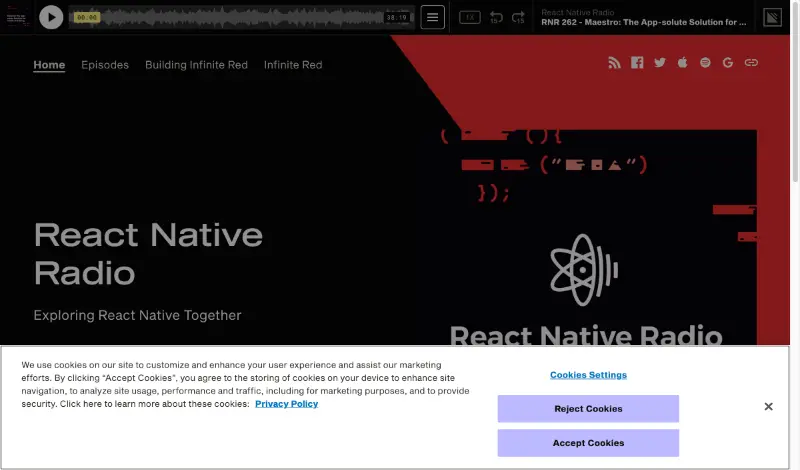 00:00
38:19
1X
15
15
React Native Radio
RNR 262 - Maestro: The App-solute Solution for ...
Home
Episodes
Building Infinite Red
Infinite Red
( (){
(" ")
});
React Native
Radio
Exploring React Native Together
React Native Radio
We use cookies on our site to customize and enhance your user experience and assist our marketing
efforts. By clicking “Accept Cookies”, you agree to the storing of cookies on your device to enhance site
navigation, to analyze site usage, performance and traffic, including for marketing purposes, and to provide
security. Click here to learn more about these cookies: Privacy Policy
Cookies Settings
Reject Cookies
Accept Cookies